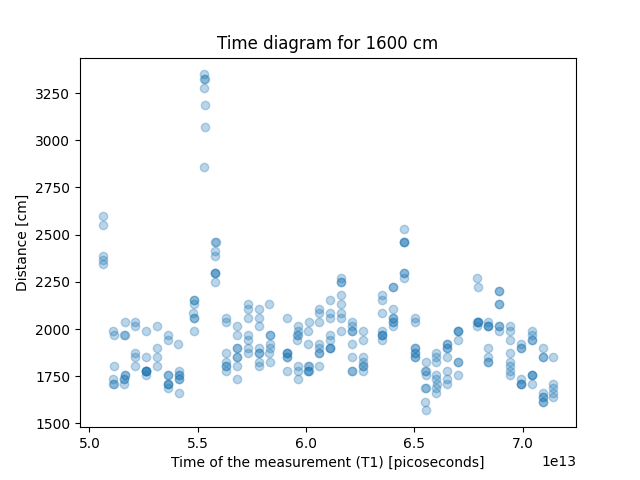 Time diagram for 1600 cm
Distance [cm]
3250
3000
2750
2500
2250
2000
1750
1500
5.0 5.5 6.0 6.5 7.0
1e13
Time of the measurement (T1) [picoseconds]